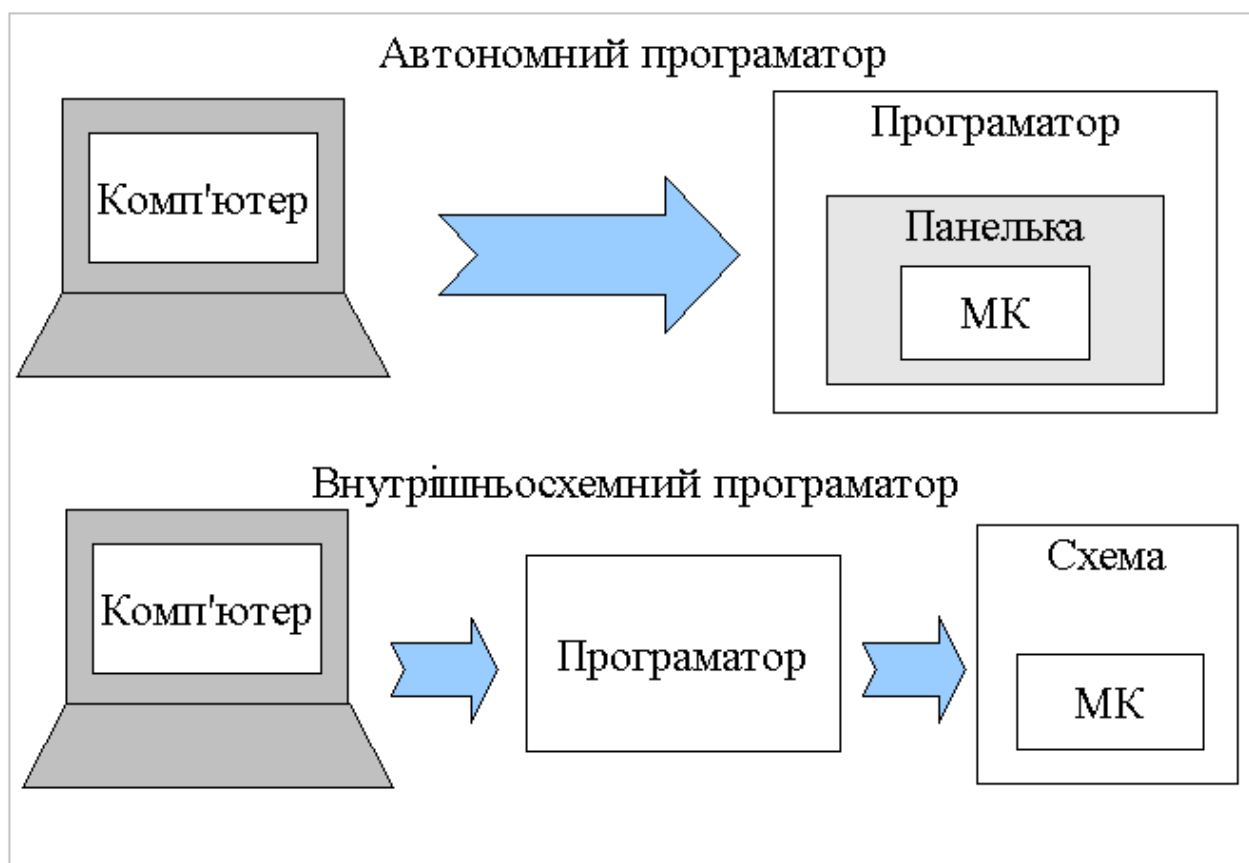 Автономний програматор
Комп'ютер
Програматор
Панелька
МК
Внутрішньосхемний програматор
Комп'ютер
Програматор
Схема
МК